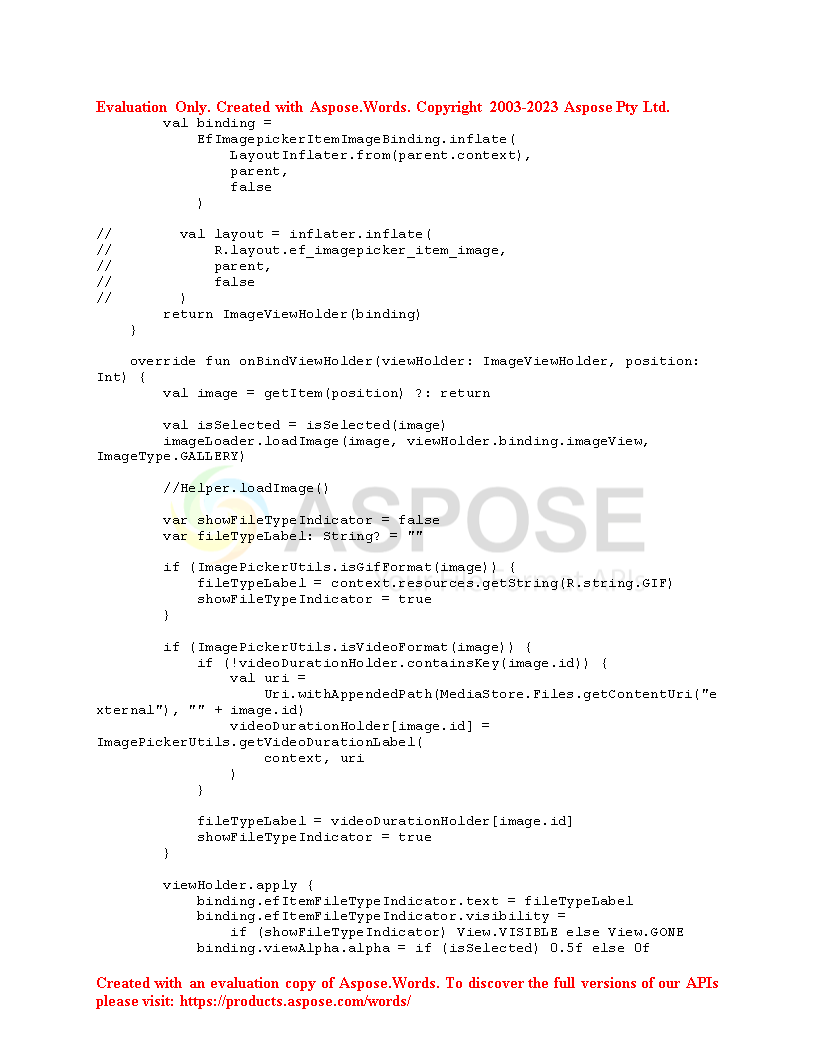 Evaluation Only. Created with Aspose.Words. Copyright 2003-2023 Aspose Pty Ltd.
        val binding =
            EfImagepickerItemImageBinding.inflate(
                LayoutInflater.from(parent.context),
                parent,
                false
            )

//        val layout = inflater.inflate(
//            R.layout.ef_imagepicker_item_image,
//            parent,
//            false
//        )
        return ImageViewHolder(binding)
    }

    override fun onBindViewHolder(viewHolder: ImageViewHolder, position:
Int) {
        val image = getItem(position) ?: return

        val isSelected = isSelected(image)
        imageLoader.loadImage(image, viewHolder.binding.imageView,
ImageType.GALLERY)

        //Helper.loadImage()

ASPOSE
        var showFileTypeIndicator = false
        var fileTypeLabel: String? = ""

        if (ImagePickerUtils.isGifFormat(image)) {
            fileTypeLabel = context.resources.getString(R.string.GIF)
            showFileTypeIndicator = true
        }

        if (ImagePickerUtils.isVideoFormat(image)) {
            if (!videoDurationHolder.containsKey(image.id)) {
                val uri =
                    Uri.withAppendedPath(MediaStore.Files.getContentUri("e
xternal"), "" + image.id)
                videoDurationHolder[image.id] =
ImagePickerUtils.getVideoDurationLabel(
                    context, uri
                )
            }

            fileTypeLabel = videoDurationHolder[image.id]
            showFileTypeIndicator = true
        }

        viewHolder.apply {
            binding.efItemFileTypeIndicator.text = fileTypeLabel
            binding.efItemFileTypeIndicator.visibility =
                if (showFileTypeIndicator) View.VISIBLE else View.GONE
            binding.viewAlpha.alpha = if (isSelected) 0.5f else 0f

Created with an evaluation copy of Aspose.Words. To discover the full versions of our APIs
please visit: https://products.aspose.com/words/